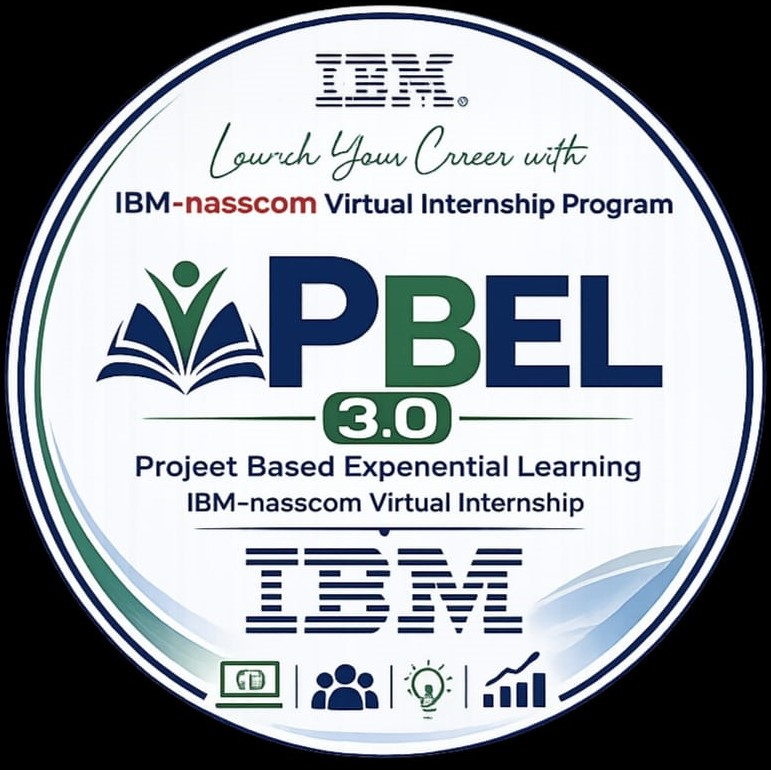 IBM®
Lounch Your Crreer with
IBM-nasscom Virtual Internship Program
PBEL
3.0
Projeet Based Expenential Learning
IBM-nasscom Virtual Internship
IBM